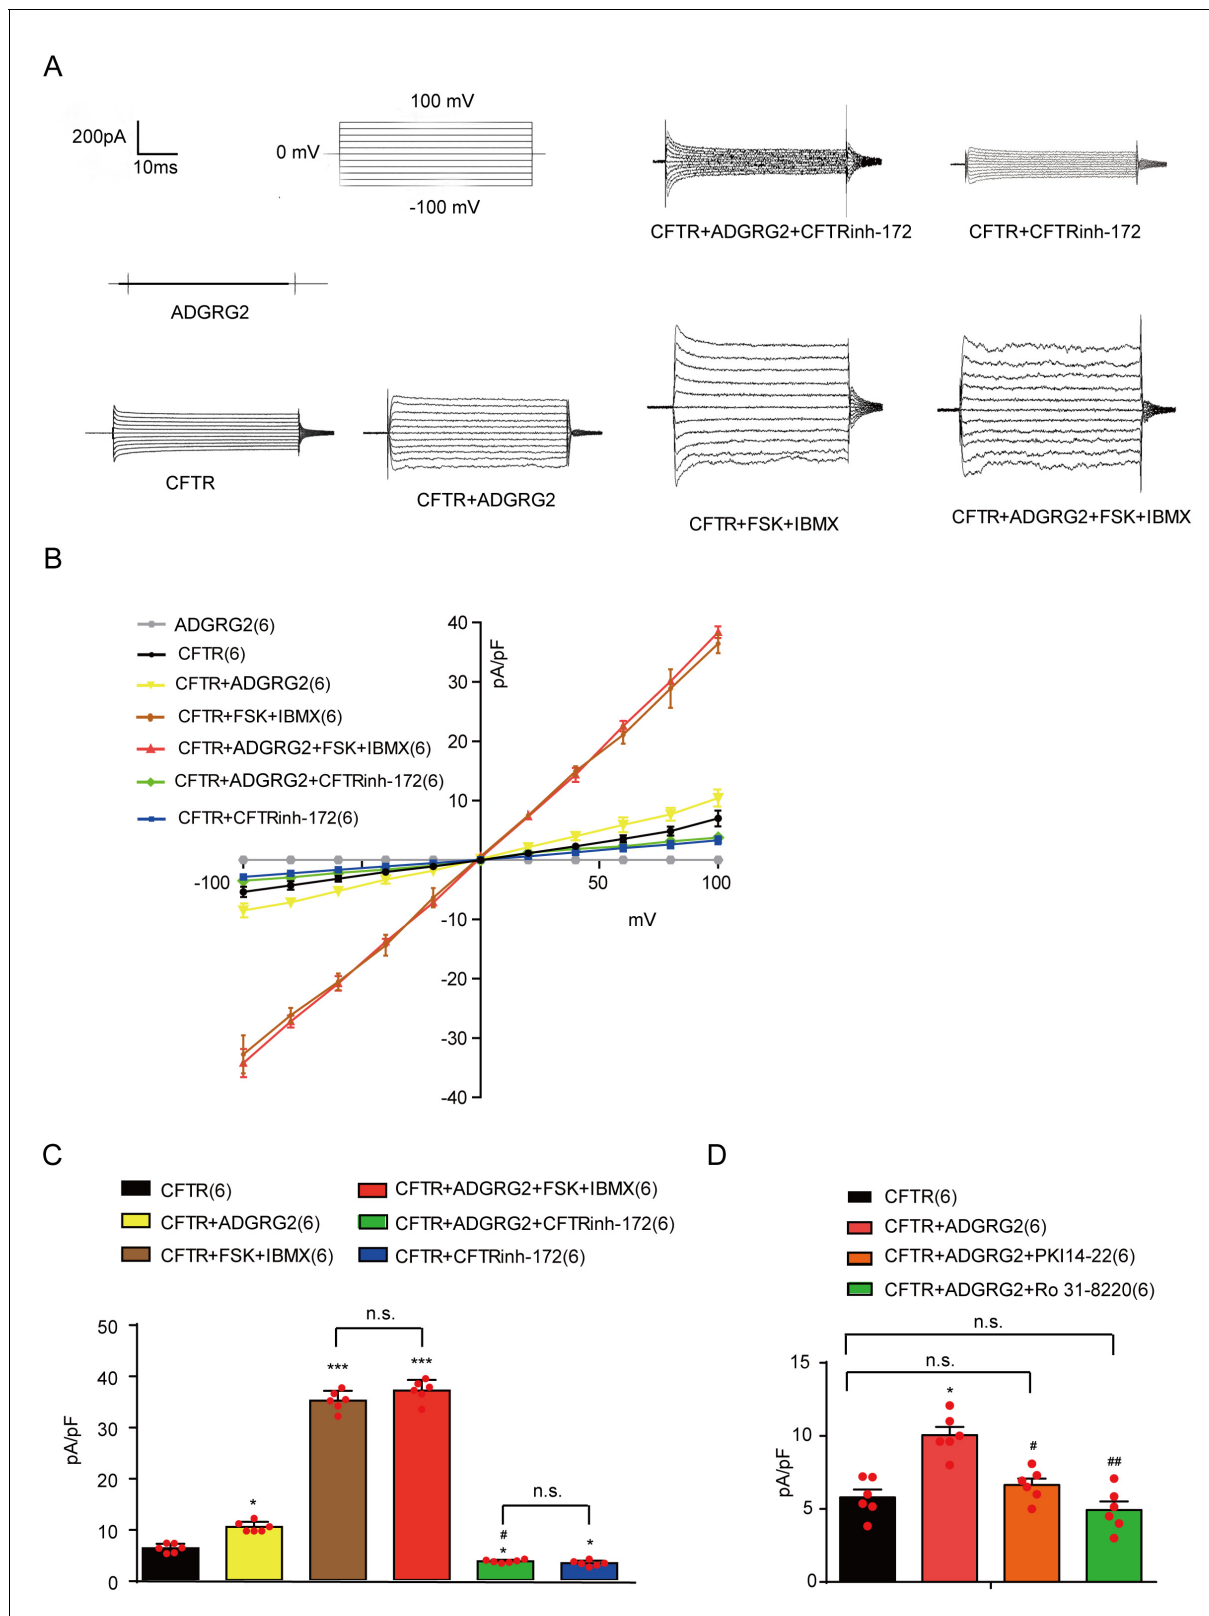 A
200pA
10ms
100 mV
0 mV
-100 mV
CFTR+ADGRG2+CFTRinh-172
CFTR+CFTRinh-172
ADGRG2
CFTR
CFTR+ADGRG2
CFTR+FSK+IBMX
CFTR+ADGRG2+FSK+IBMX
B
ADGRG2(6)
CFTR(6)
CFTR+ADGRG2(6)
CFTR+FSK+IBMX(6)
CFTR+ADGRG2+FSK+IBMX(6)
CFTR+ADGRG2+CFTRinh-172(6)
CFTR+CFTRinh-172(6)
40
30
20
10
-10
-20
-30
-40
pA/pF
-100
50
100
mV
C
CFTR(6)
CFTR+ADGRG2(6)
CFTR+FSK+IBMX(6)
CFTR+ADGRG2+FSK+IBMX(6)
CFTR+ADGRG2+CFTRinh-172(6)
CFTR+CFTRinh-172(6)
50
40
30
20
10
0
pA/pF
*
***
n.s.
***
#
*
n.s.
*
D
CFTR(6)
CFTR+ADGRG2(6)
CFTR+ADGRG2+PKI14-22(6)
CFTR+ADGRG2+Ro 31-8220(6)
15
10
5
0
pA/pF
n.s.
n.s.
*
#
##